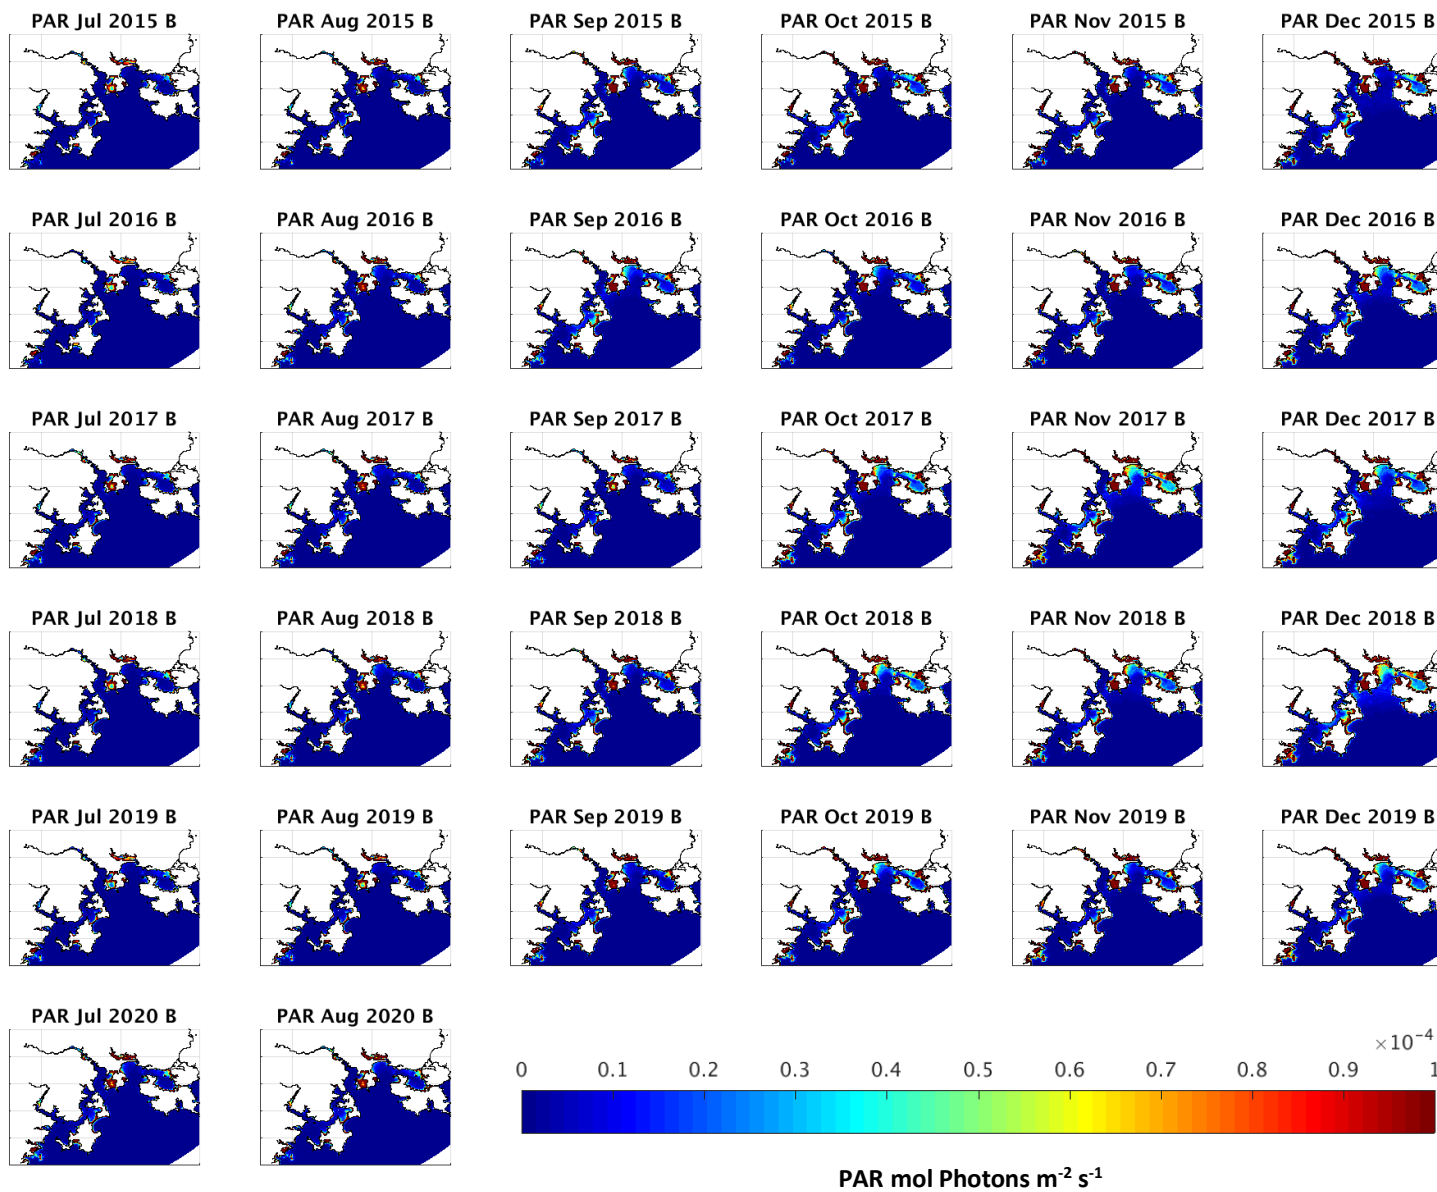 PAR Jul 2015 B PAR Aug 2015 B PAR Sep 2015 B PAR Oct 2015 B PAR Nov 2015 B PAR Dec 2015 B
PAR Jul 2016 B PAR Aug 2016 B PAR Sep 2016 B PAR Oct 2016 B PAR Nov 2016 B PAR Dec 2016 B
PAR Jul 2017 B PAR Aug 2017 B PAR Sep 2017 B PAR Oct 2017 B PAR Nov 2017 B PAR Dec 2017 B
PAR Jul 2018 B PAR Aug 2018 B PAR Sep 2018 B PAR Oct 2018 B PAR Nov 2018 B PAR Dec 2018 B
PAR Jul 2019 B PAR Aug 2019 B PAR Sep 2019 B PAR Oct 2019 B PAR Nov 2019 B PAR Dec 2019 B
PAR Jul 2020 B PAR Aug 2020 B
×10⁻⁴
0 0.1 0.2 0.3 0.4 0.5 0.6 0.7 0.8 0.9 1
PAR mol Photons m⁻² s⁻¹